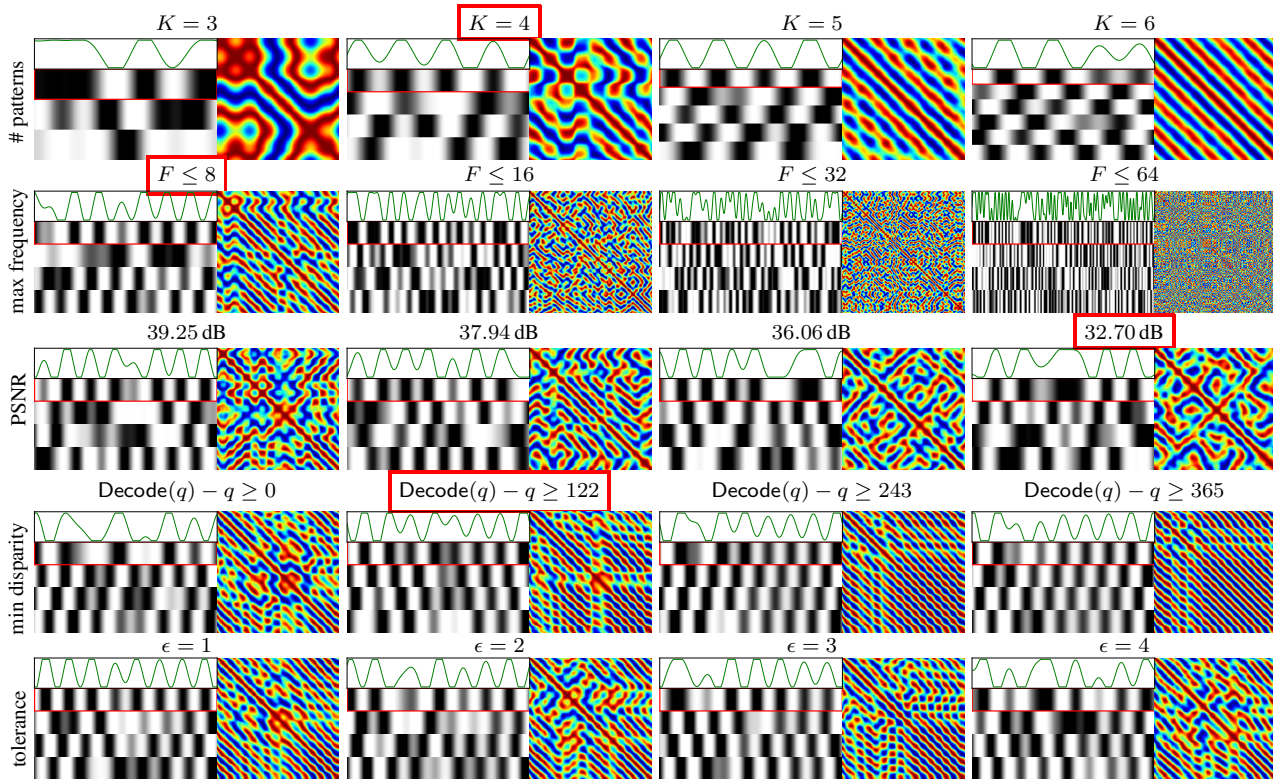 K = 3 K = 4 K = 5 K = 6
# patterns
F ≤ 8 F ≤ 16 F ≤ 32 F ≤ 64
max frequency
39.25 dB 37.94 dB 36.06 dB 32.70 dB
PSNR
Decode(q) − q ≥ 0 Decode(q) − q ≥ 122 Decode(q) − q ≥ 243 Decode(q) − q ≥ 365
min disparity
ϵ = 1 ϵ = 2 ϵ = 3 ϵ = 4
tolerance